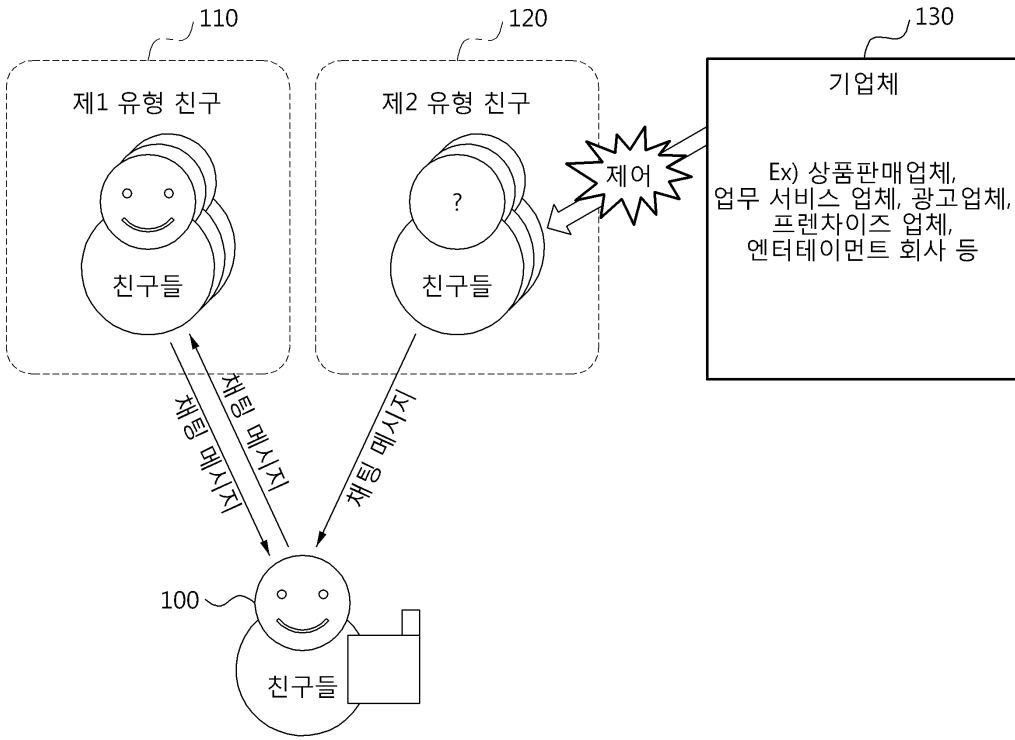 110
120
130
제1 유형 친구
제2 유형 친구
기업체
제어
Ex) 상품판매업체,
업무 서비스 업체, 광고업체,
프렌차이즈 업체,
엔터테이먼트 회사 등
?
친구들
친구들
채팅 메시지
채팅 메시지
채팅 메시지
100
친구들